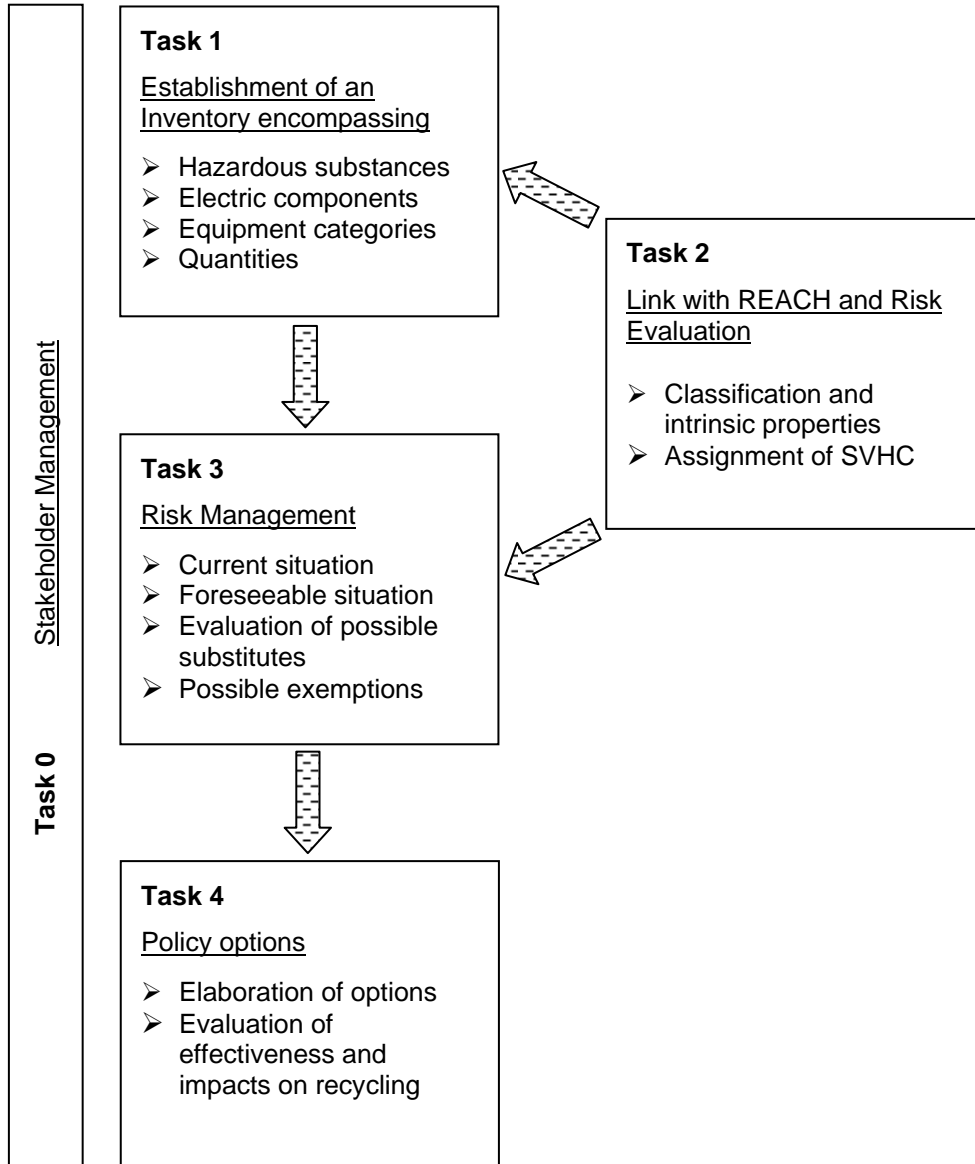 Task 0 Stakeholder Management
Task 1
Establishment of an
Inventory encompassing
➢ Hazardous substances
➢ Electric components
➢ Equipment categories
➢ Quantities
Task 2
Link with REACH and Risk
Evaluation
➢ Classification and
intrinsic properties
➢ Assignment of SVHC
Task 3
Risk Management
➢ Current situation
➢ Foreseeable situation
➢ Evaluation of possible
substitutes
➢ Possible exemptions
Task 4
Policy options
➢ Elaboration of options
➢ Evaluation of
effectiveness and
impacts on recycling